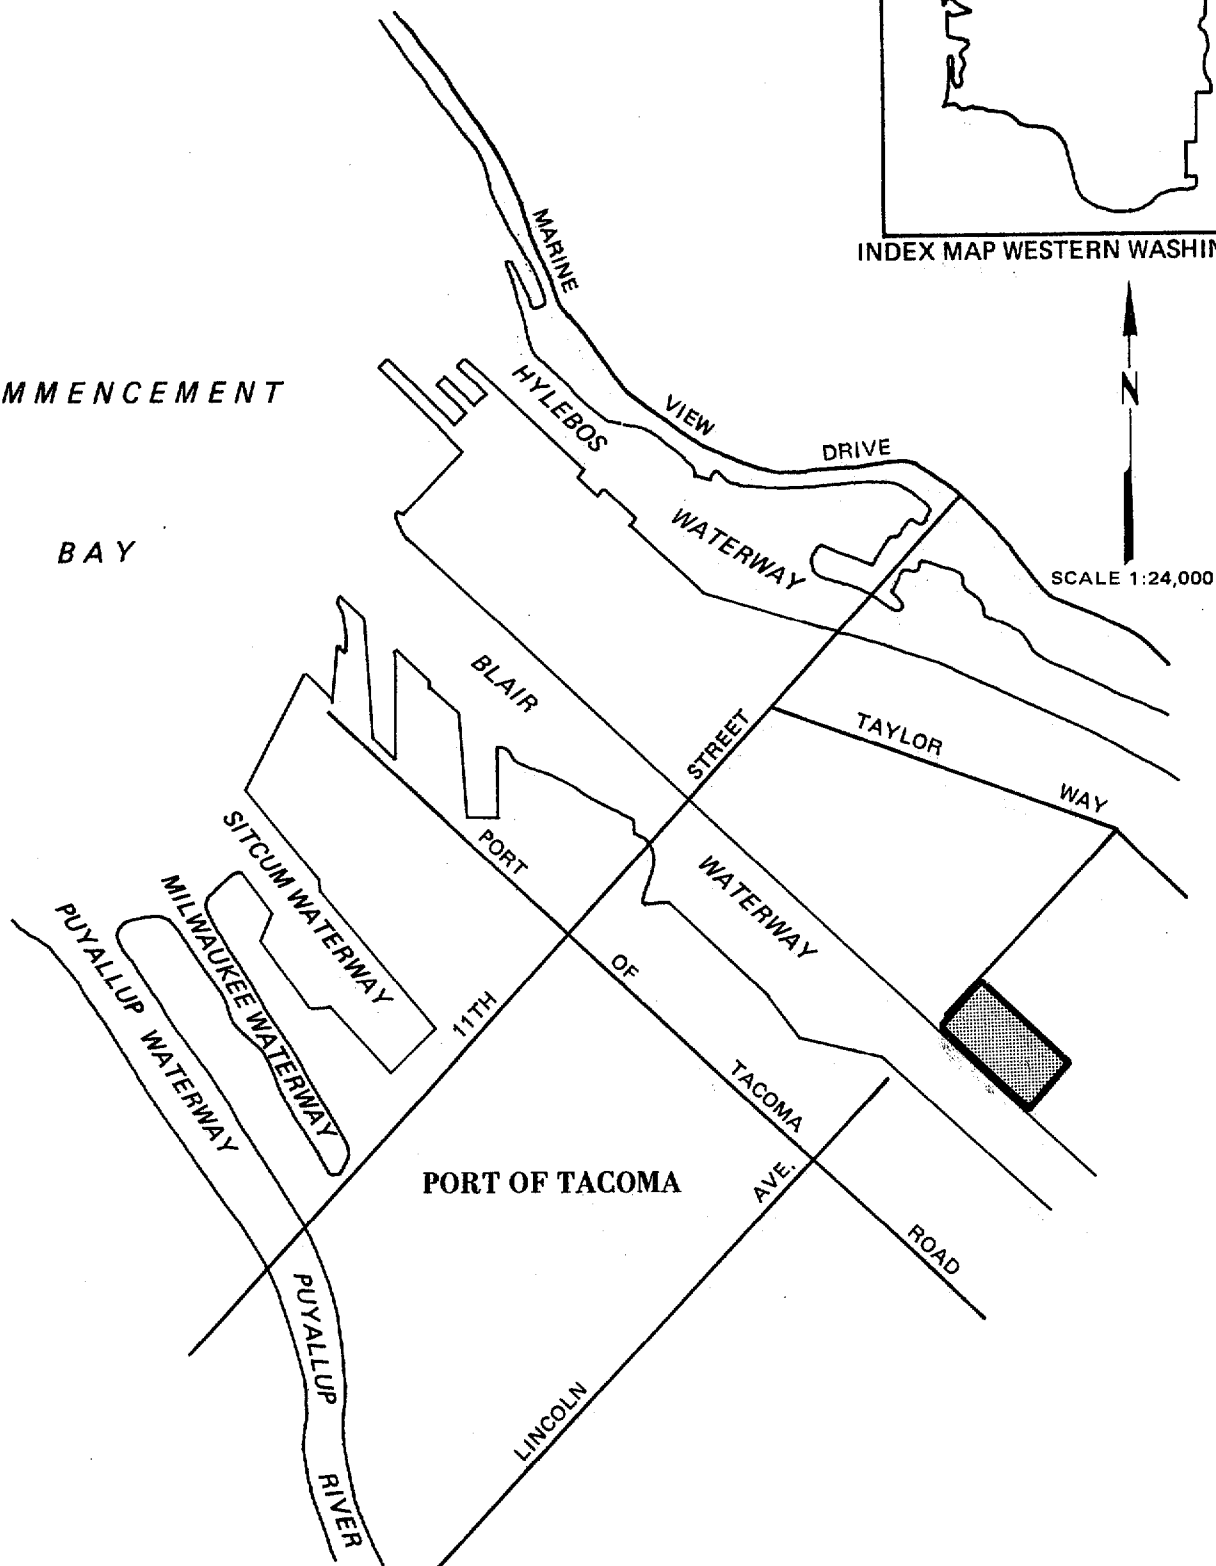 INDEX MAP WESTERN WASHIN
MARINE
VIEW
DRIVE
N
SCALE 1:24,000
MMENCEMENT
BAY
HYLEBOS
WATERWAY
BLAIR
WATERWAY
STREET
11TH
TAYLOR
WAY
PORT
OF
TACOMA
ROAD
SITCUM WATERWAY
MILWAUKEE WATERWAY
PUYALLUP WATERWAY
PORT OF TACOMA
AVE.
LINCOLN
PUYALLUP
RIVER